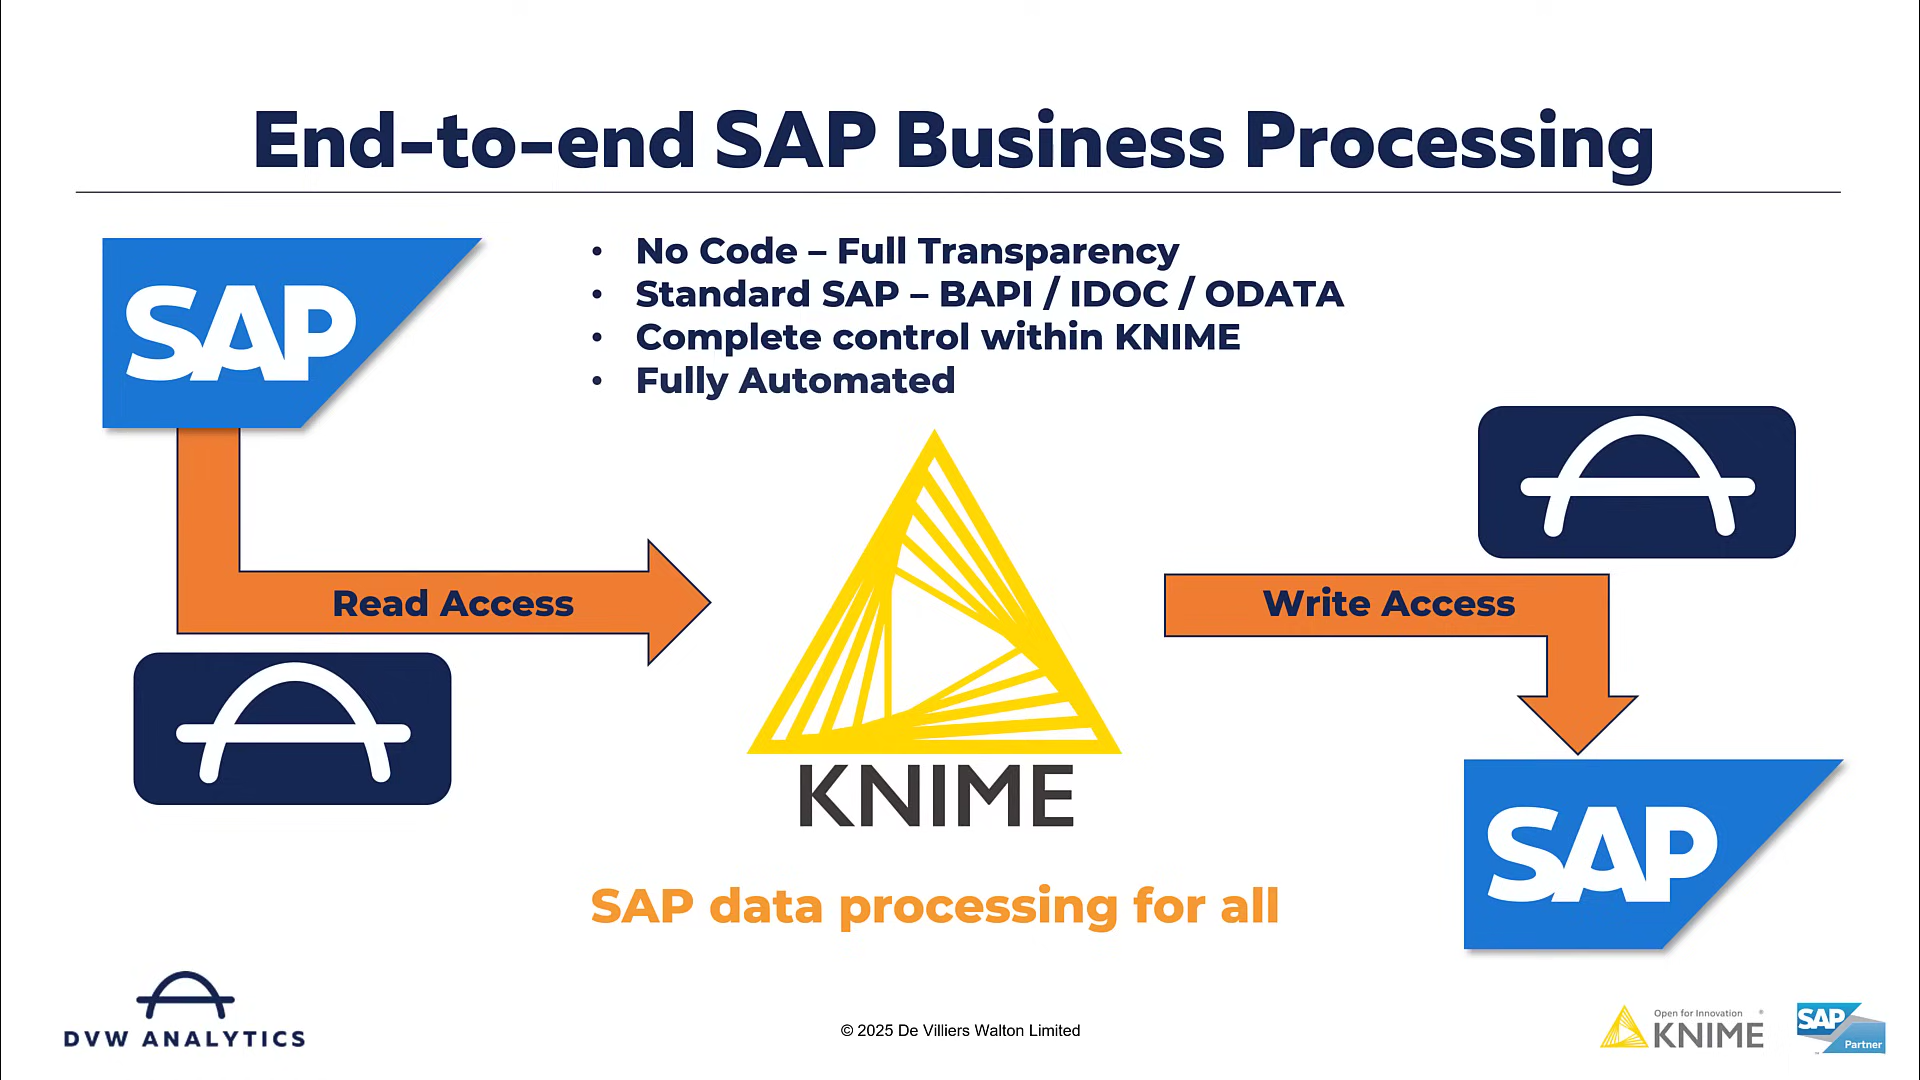 End-to-end SAP Business Processing
SAP
• No Code – Full Transparency
• Standard SAP – BAPI / IDOC / ODATA
• Complete control within KNIME
• Fully Automated
Read Access
Write Access
KNIME
SAP
SAP data processing for all
DVW ANALYTICS
© 2025 De Villiers Walton Limited
Open for Innovation ®
KNIME
SAP
Partner